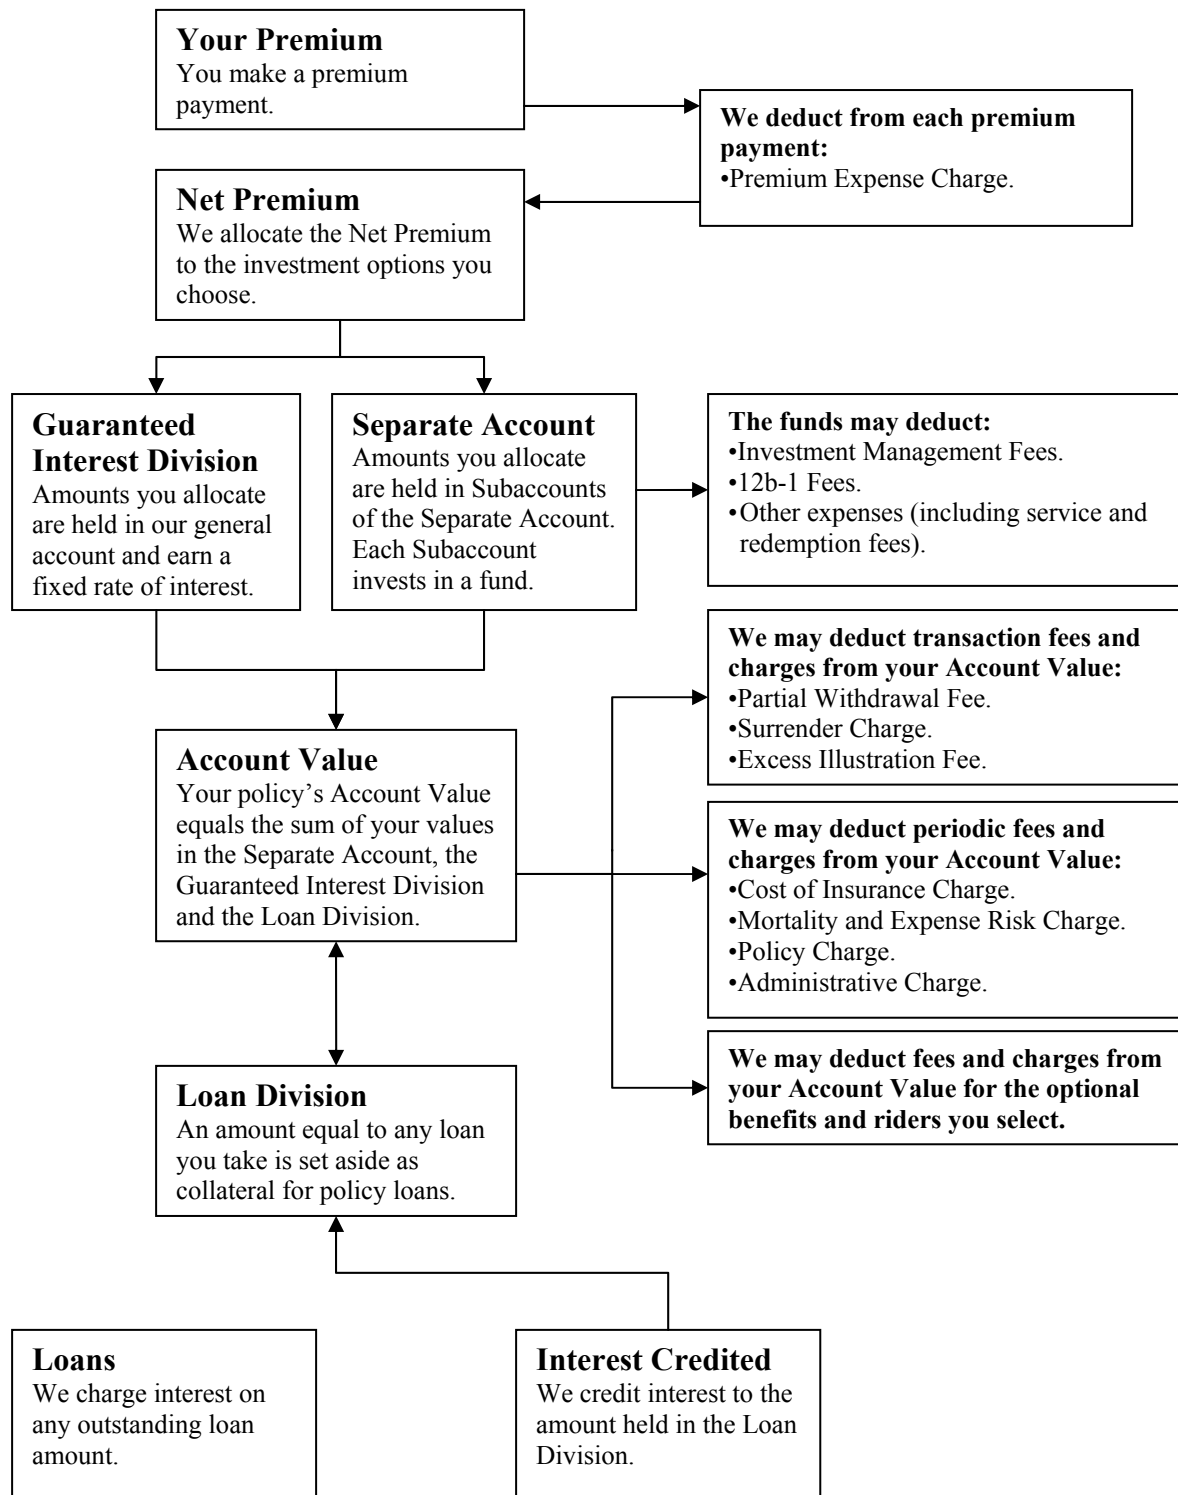 Your Premium
You make a premium
payment.
We deduct from each premium
payment:
•Premium Expense Charge.
Net Premium
We allocate the Net Premium
to the investment options you
choose.
Guaranteed
Interest Division
Amounts you allocate
are held in our general
account and earn a
fixed rate of interest.
Separate Account
Amounts you allocate
are held in Subaccounts
of the Separate Account.
Each Subaccount
invests in a fund.
The funds may deduct:
•Investment Management Fees.
•12b-1 Fees.
•Other expenses (including service and
redemption fees).
We may deduct transaction fees and
charges from your Account Value:
•Partial Withdrawal Fee.
•Surrender Charge.
•Excess Illustration Fee.
Account Value
Your policy’s Account Value
equals the sum of your values
in the Separate Account, the
Guaranteed Interest Division
and the Loan Division.
We may deduct periodic fees and
charges from your Account Value:
•Cost of Insurance Charge.
•Mortality and Expense Risk Charge.
•Policy Charge.
•Administrative Charge.
We may deduct fees and charges from
your Account Value for the optional
benefits and riders you select.
Loan Division
An amount equal to any loan
you take is set aside as
collateral for policy loans.
Loans
We charge interest on
any outstanding loan
amount.
Interest Credited
We credit interest to the
amount held in the Loan
Division.